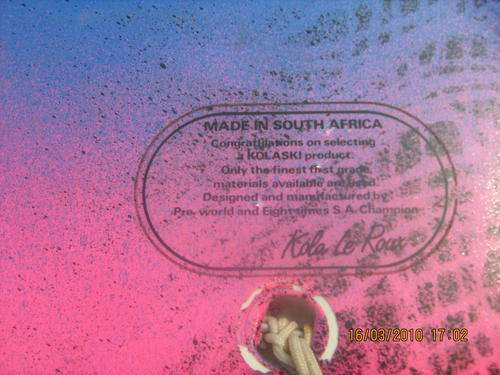 MADE IN SOUTH AFRICA
Congratulations on selecting
a KOLASKI product.
Only the finest first grade
materials available are used.
Designed and manufactured by
Pro. world and Eight times S.A. Champion
Kola Le Roux
16/03/2010 17:02